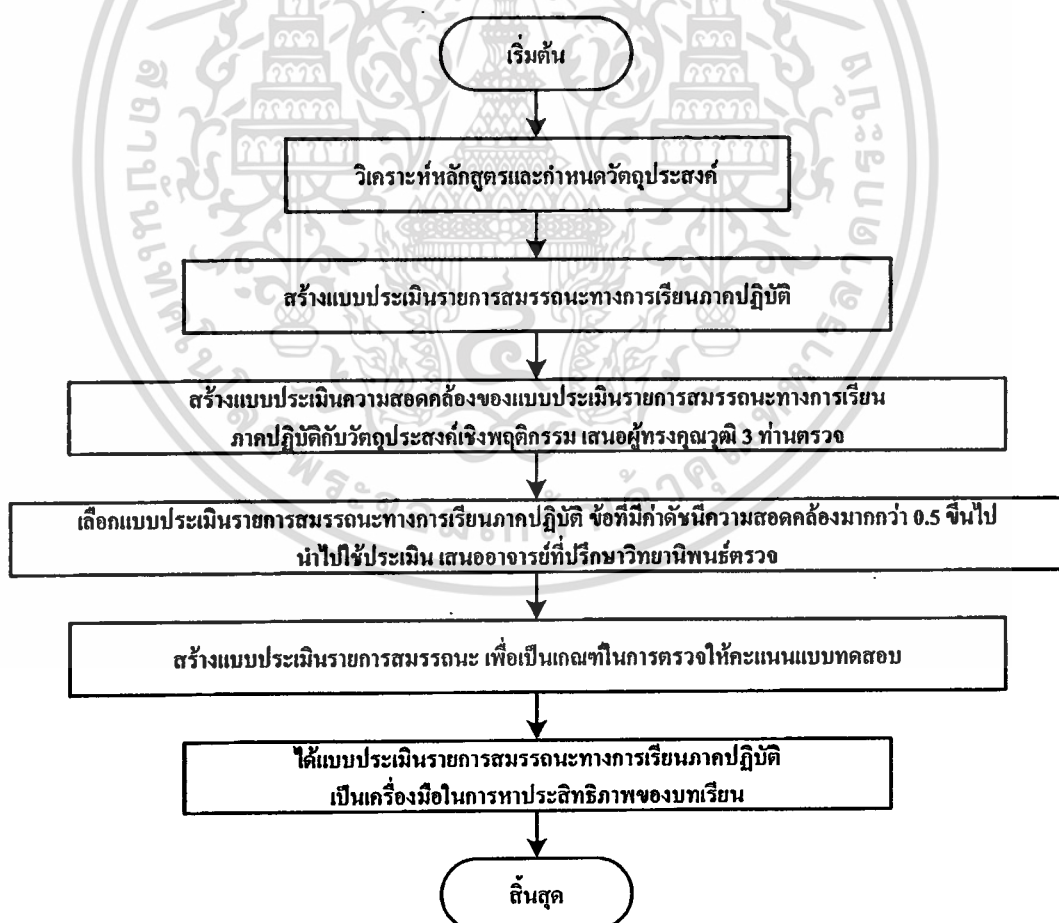 เริ่มต้น
วิเคราะห์หลักสูตรและกำหนดวัตถุประสงค์
สร้างแบบประเมินรายการสมรรถนะทางการเรียนภาคปฏิบัติ
สร้างแบบประเมินความสอดคล้องของแบบประเมินรายการสมรรถนะทางการเรียน
ภาคปฏิบัติกับวัตถุประสงค์เชิงพฤติกรรม เสนอผู้ทรงคุณวุฒิ 3 ท่านตรวจ
เลือกแบบประเมินรายการสมรรถนะทางการเรียนภาคปฏิบัติ ข้อที่มีค่าดัชนีความสอดคล้องมากกว่า 0.5 ขึ้นไป
นำไปใช้ประเมิน เสนออาจารย์ที่ปรึกษาวิทยานิพนธ์ตรวจ
สร้างแบบประเมินรายการสมรรถนะ เพื่อเป็นเกณฑ์ในการตรวจให้คะแนนแบบทดสอบ
ได้แบบประเมินรายการสมรรถนะทางการเรียนภาคปฏิบัติ
เป็นเครื่องมือในการหาประสิทธิภาพของบทเรียน
สิ้นสุด